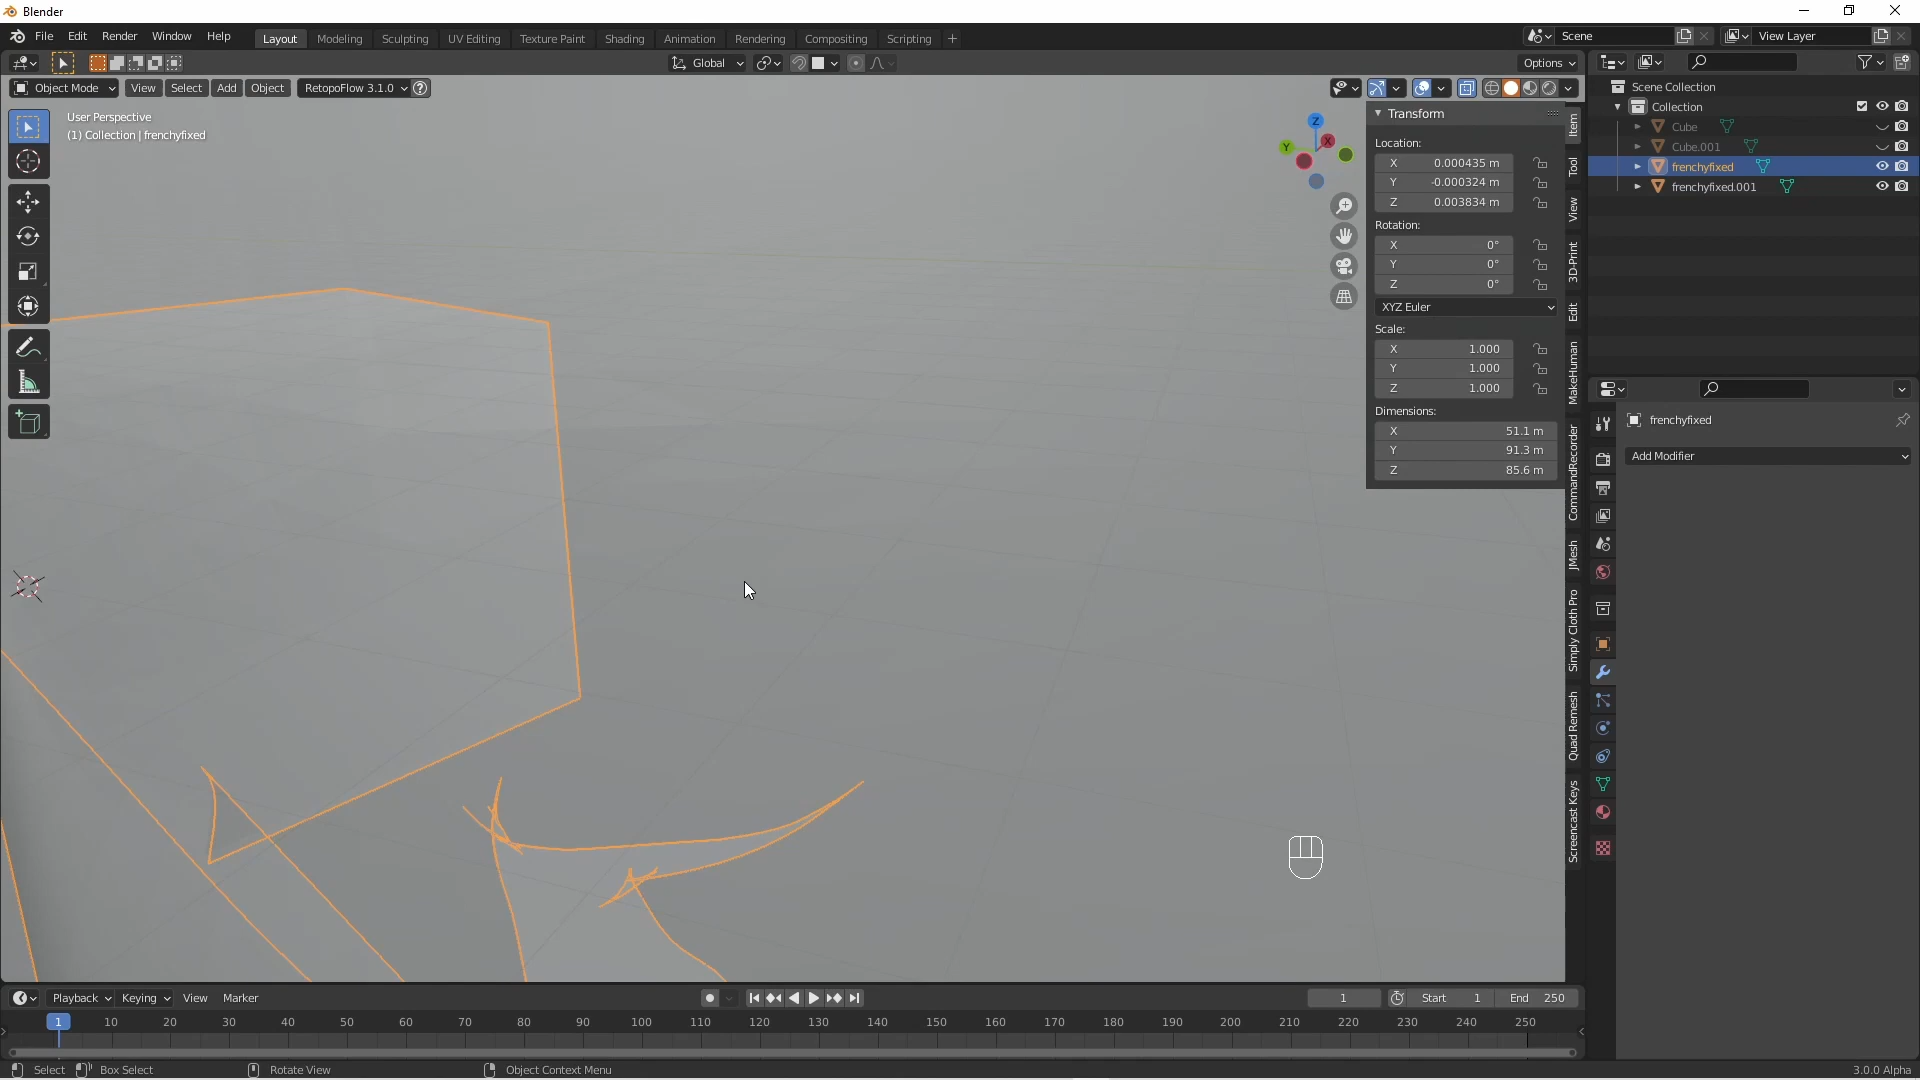 Blender
File Edit Render Window Help Layout Modeling Sculpting UV Editing Texture Paint Shading Animation Rendering Compositing Scripting + Scene View Layer
Global Options
Object Mode View Select Add Object RetopoFlow 3.1.0
User Perspective
(1) Collection | frenchyfixed
Z
Y
X
Transform
Location:
X 0.000435 m
Y -0.000324 m
Z 0.003834 m
Rotation:
X 0°
Y 0°
Z 0°
XYZ Euler
Scale:
X 1.000
Y 1.000
Z 1.000
Dimensions:
X 51.1 m
Y 91.3 m
Z 85.6 m
Item
Tool
View
3D-Print
Edit
MakeHuman
CommandRecorder
JMesh
Simply Cloth Pro
Quad Remesh
Screencast Keys
Scene Collection
Collection
Cube
Cube.001
frenchyfixed
frenchyfixed.001
frenchyfixed
Add Modifier
Playback Keying View Marker 1 Start 1 End 250
1 10 20 30 40 50 60 70 80 90 100 110 120 130 140 150 160 170 180 190 200 210 220 230 240 250
Select Box Select Rotate View Object Context Menu 3.0.0 Alpha